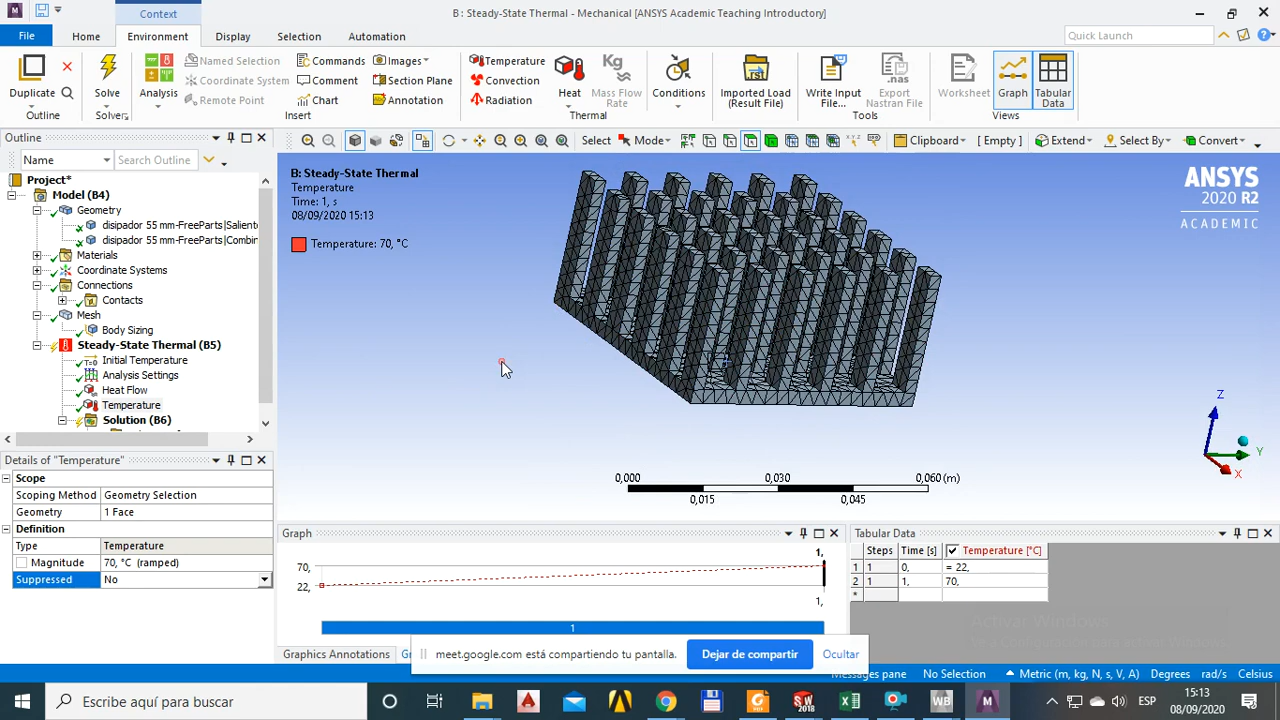 Context
B : Steady-State Thermal - Mechanical [ANSYS Academic Teaching Introductory]
File
Home
Environment
Display
Selection
Automation
Quick Launch
Duplicate
Outline
Solve
Solver
Analysis
Named Selection
Coordinate System
Remote Point
Commands
Comment
Chart
Images
Section Plane
Annotation
Insert
Temperature
Convection
Radiation
Heat
Mass Flow
Rate
Thermal
Conditions
Imported Load
(Result File)
Write Input
File...
Export
Nastran File
Tools
Worksheet
Graph
Tabular
Data
Views
Select
Mode
Clipboard
[ Empty ]
Extend
Select By
Convert
Outline
Name
Search Outline
Project*
Model (B4)
Geometry
disipador 55 mm-FreeParts|Saliente
disipador 55 mm-FreeParts|Combin
Materials
Coordinate Systems
Connections
Contacts
Mesh
Body Sizing
Steady-State Thermal (B5)
Initial Temperature
Analysis Settings
Heat Flow
Temperature
Solution (B6)
B: Steady-State Thermal
Temperature
Time: 1, s
08/09/2020 15:13
Temperature: 70, °C
ANSYS
2020 R2
ACADEMIC
Z
Y
X
0,000
0,030
0,060 (m)
0,015
0,045
Details of "Temperature"
Scope
Scoping Method
Geometry Selection
Geometry
1 Face
Definition
Type
Temperature
Magnitude
70, °C (ramped)
Suppressed
No
Graph
1,
70,
22,
1,
1
Graphics Annotations
Tabular Data
Steps
Time [s]
Temperature [°C]
1
1
0,
= 22,
2
1
1,
70,
*
Activar Windows
meet.google.com está compartiendo tu pantalla.
Dejar de compartir
Ocultar
Messages pane
No Selection
Metric (m, kg, N, s, V, A)
Degrees
rad/s
Celsius
Escribe aquí para buscar
ESP
15:13
08/09/2020